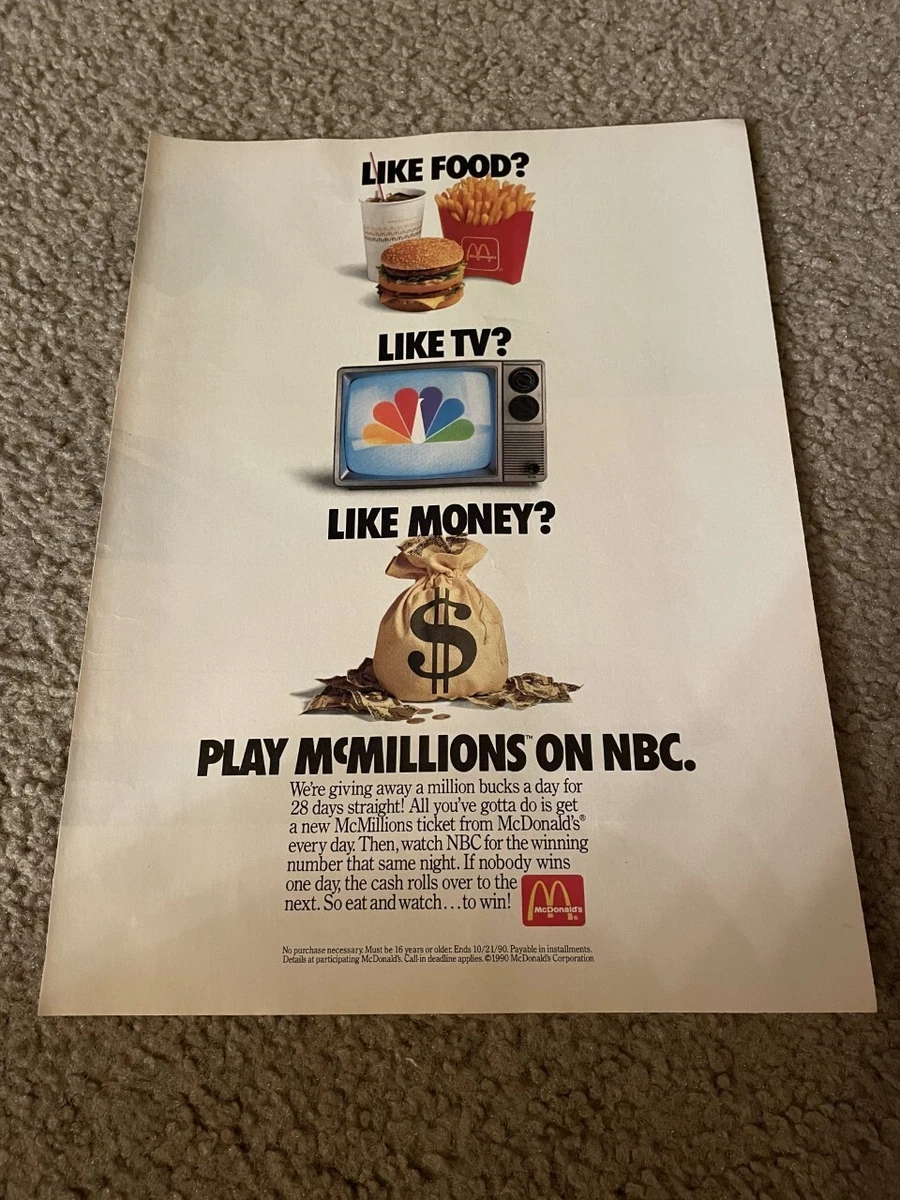 LIKE FOOD?
LIKE TV?
LIKE MONEY?
$
PLAY McMILLIONS™ ON NBC.
We're giving away a million bucks a day for
28 days straight! All you've gotta do is get
a new McMillions ticket from McDonald's®
every day. Then, watch NBC for the winning
number that same night. If nobody wins
one day, the cash rolls over to the
next. So eat and watch...to win!
McDonald's®
No purchase necessary. Must be 16 years or older. Ends 10/21/90. Payable in installments.
Details at participating McDonald's. Call-in deadline applies. ©1990 McDonald's Corporation